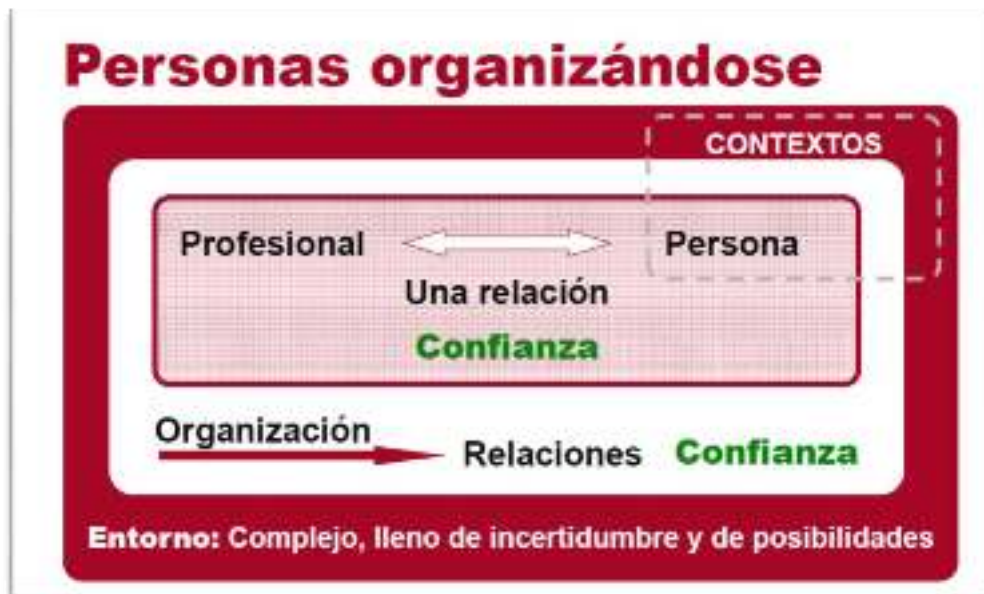 Personas organizándose
CONTEXTOS
Profesional Persona
Una relación
Confianza
Organización
Relaciones Confianza
Entorno: Complejo, lleno de incertidumbre y de posibilidades